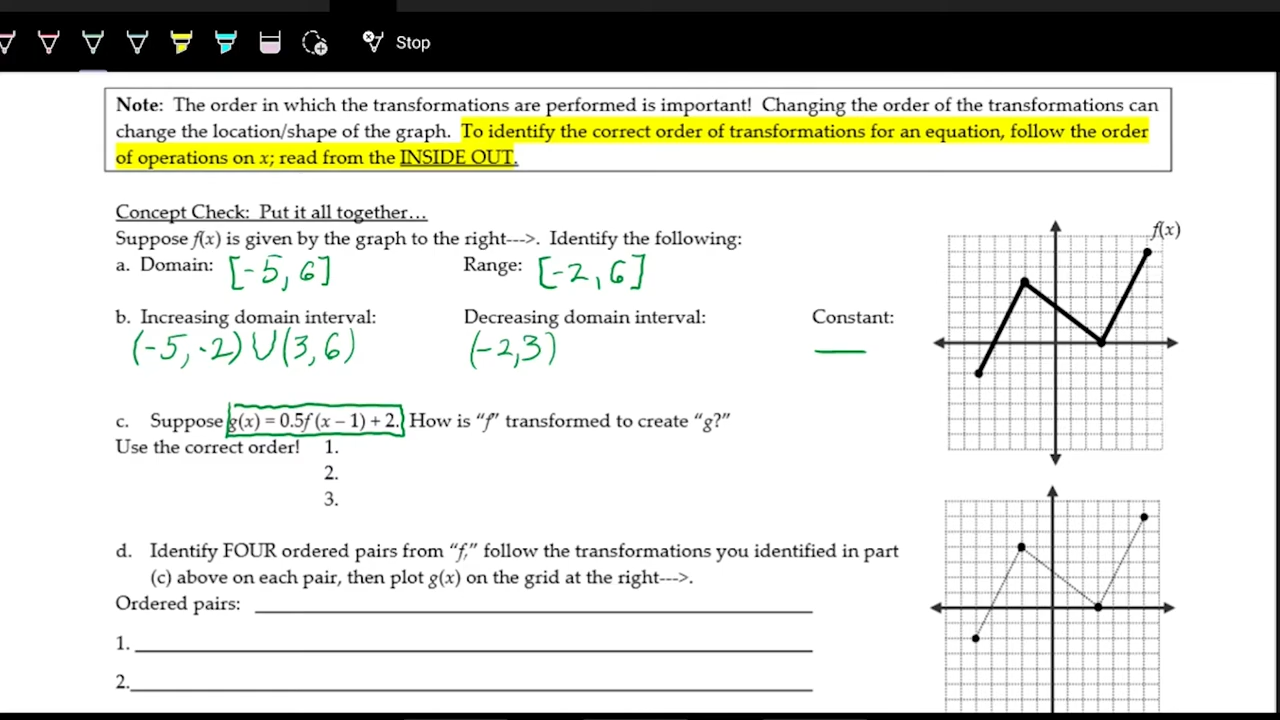 Stop
Note: The order in which the transformations are performed is important! Changing the order of the transformations can
change the location/shape of the graph. To identify the correct order of transformations for an equation, follow the order
of operations on x; read from the INSIDE OUT.
Concept Check: Put it all together…
Suppose f(x) is given by the graph to the right--->. Identify the following:
a. Domain: [-5, 6] Range: [-2, 6]
b. Increasing domain interval: Decreasing domain interval: Constant:
(-5, -2) U (3, 6) (-2, 3) —
c. Suppose g(x) = 0.5f (x – 1) + 2. How is “f” transformed to create “g?”
Use the correct order! 1.
2.
3.
d. Identify FOUR ordered pairs from “f,” follow the transformations you identified in part
(c) above on each pair, then plot g(x) on the grid at the right--->.
Ordered pairs:
1.
2.
f(x)